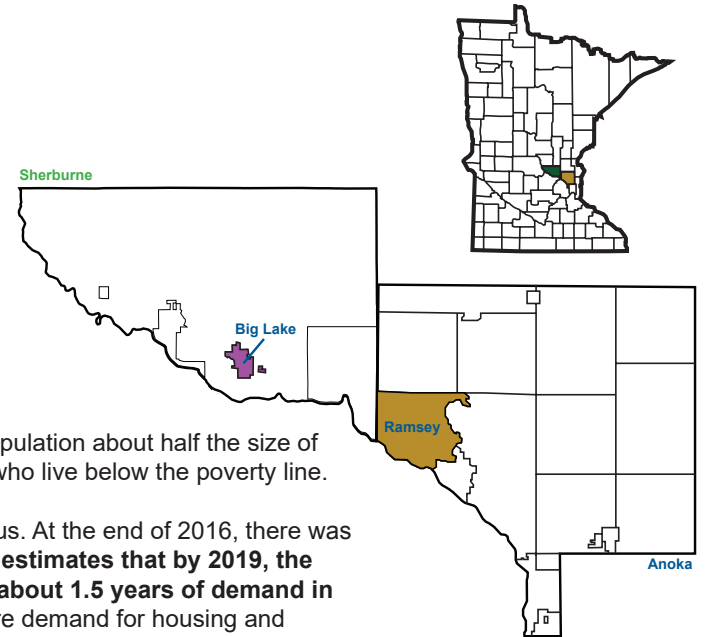 Sherburne
Big Lake
Ramsey
pulation about half the size of
who live below the poverty line.
us. At the end of 2016, there was
estimates that by 2019, the
about 1.5 years of demand in
re demand for housing and
Anoka